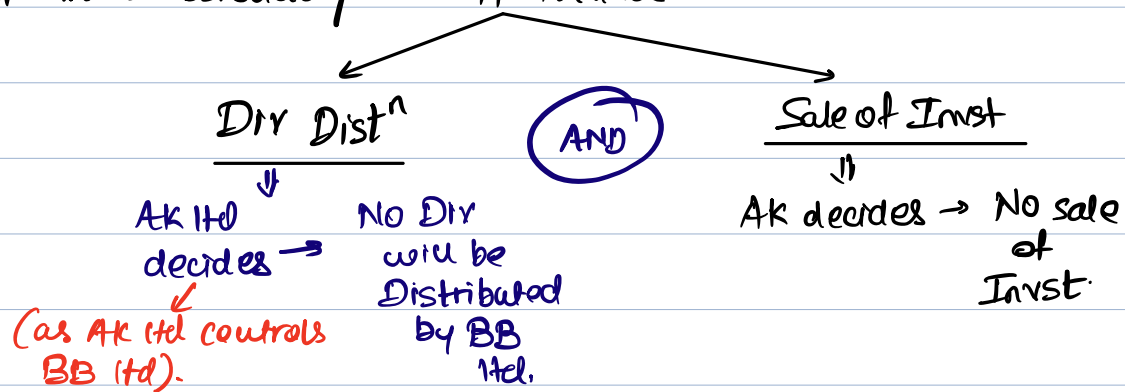 Div Distⁿ
AND
Sale of Invst
AK ltd
decides →
No Div
will be
Distributed
by BB
ltd.
(as AK ltd controls
BB ltd).
AK decides → No sale
of
Invst.